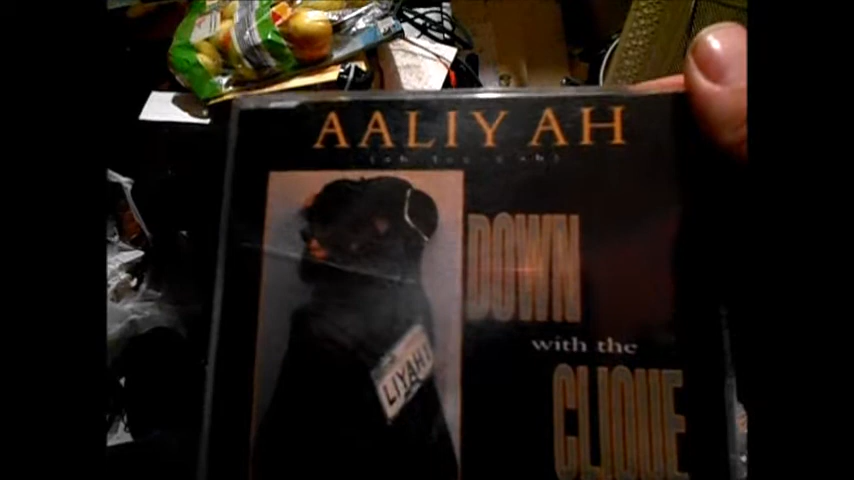 AALIYAH
DOWN
with the
CLIQUE
LIYAH